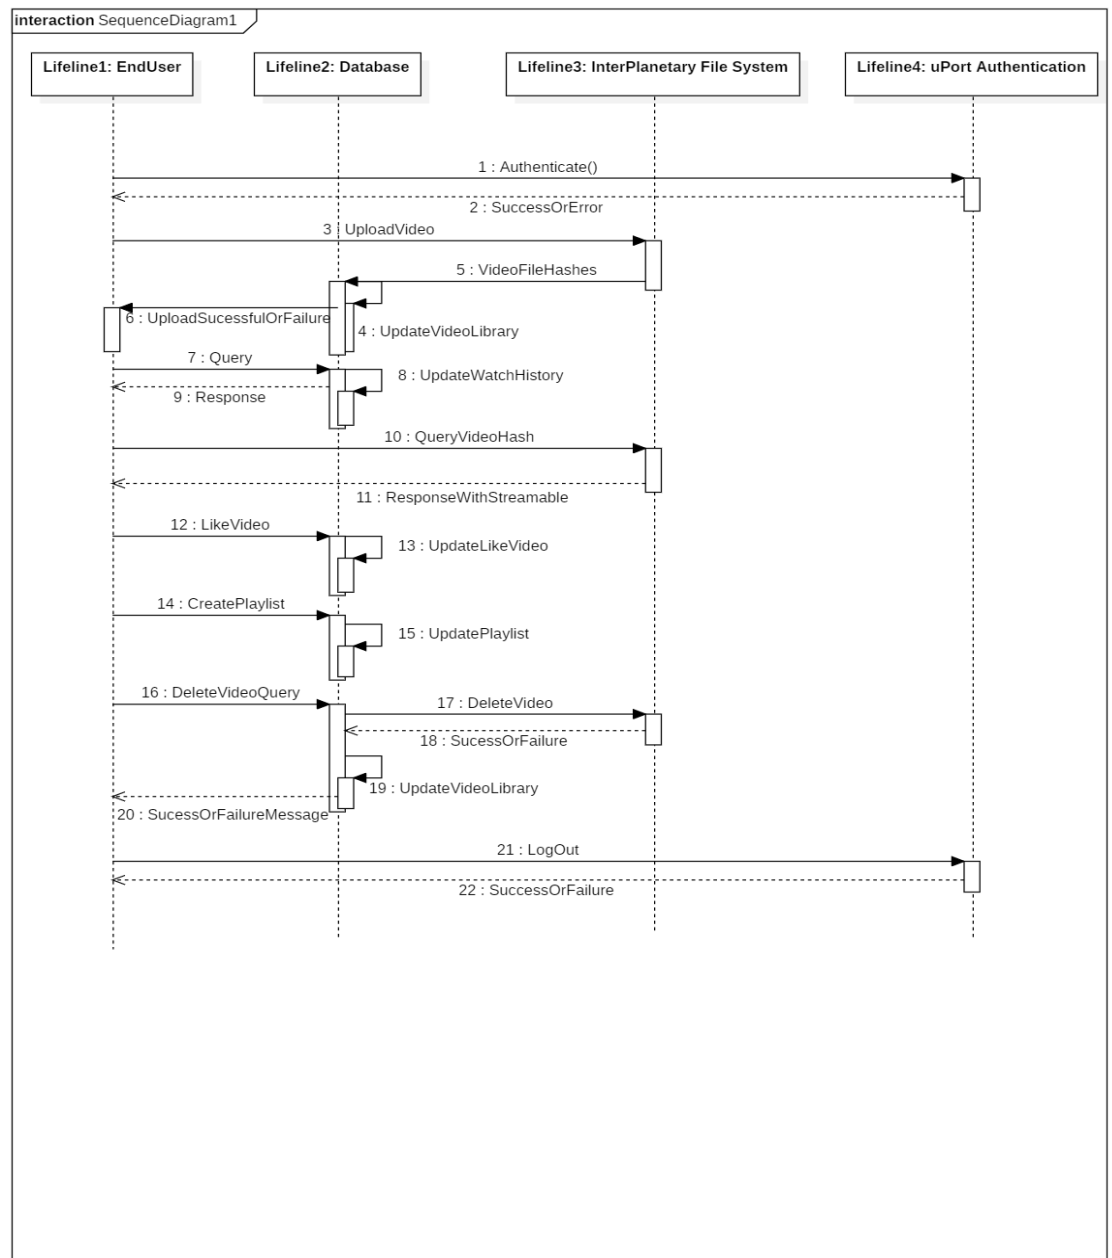 interaction SequenceDiagram1
Lifeline1: EndUser
Lifeline2: Database
Lifeline3: InterPlanetary File System
Lifeline4: uPort Authentication
1 : Authenticate()
2 : SuccessOrError
3 : UploadVideo
5 : VideoFileHashes
6 : UploadSucessfulOrFailure
4 : UpdateVideoLibrary
7 : Query
8 : UpdateWatchHistory
9 : Response
10 : QueryVideoHash
11 : ResponseWithStreamable
12 : LikeVideo
13 : UpdateLikeVideo
14 : CreatePlaylist
15 : UpdatePlaylist
16 : DeleteVideoQuery
17 : DeleteVideo
18 : SucessOrFailure
19 : UpdateVideoLibrary
20 : SucessOrFailureMessage
21 : LogOut
22 : SuccessOrFailure